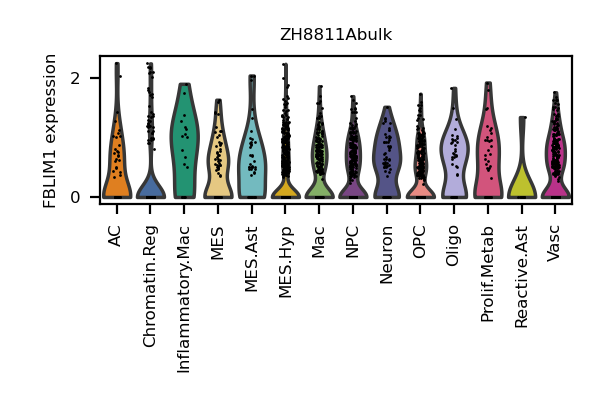 ZH8811Abulk
FBLIM1 expression
2
0
AC
Chromatin.Reg
Inflammatory.Mac
MES
MES.Ast
MES.Hyp
Mac
NPC
Neuron
OPC
Oligo
Prolif.Metab
Reactive.Ast
Vasc